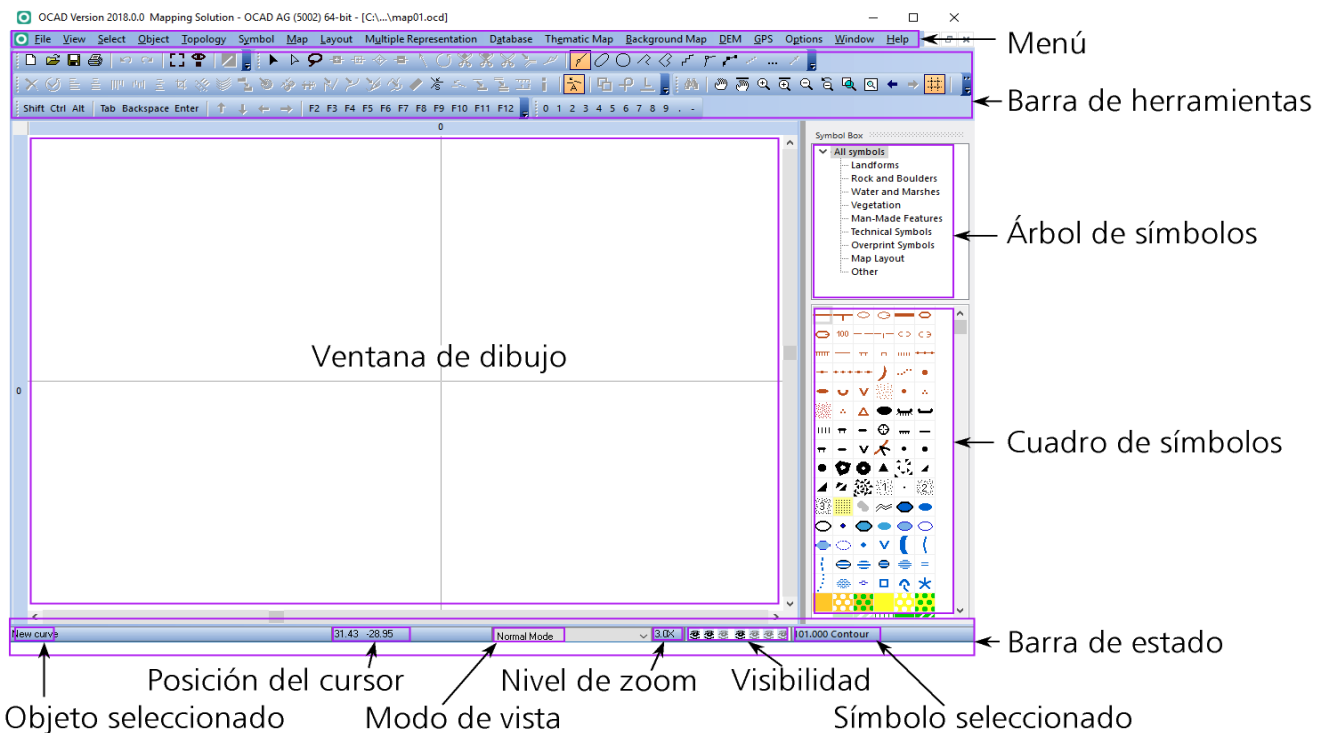 OCAD Version 2018.0.0 Mapping Solution - OCAD AG (5002) 64-bit - [C:\...\map01.ocd]
File View Select Object Topology Symbol Map Layout Multiple Representation Database Thematic Map Background Map DEM GPS Options Window Help
Menú
Barra de herramientas
Shift Ctrl Alt Tab Backspace Enter F2 F3 F4 F5 F6 F7 F8 F9 F10 F11 F12 0 1 2 3 4 5 6 7 8 9 . -
0
Symbol Box
All symbols
Landforms
Rock and Boulders
Water and Marshes
Vegetation
Man-Made Features
Technical Symbols
Overprint Symbols
Map Layout
Other
Árbol de símbolos
100
Ventana de dibujo
0
Cuadro de símbolos
1 2
3
New curve 31.43 -28.95 Normal Mode 3.0X 101.000 Contour
Barra de estado
Posición del cursor Nivel de zoom Visibilidad
Objeto seleccionado Modo de vista Símbolo seleccionado